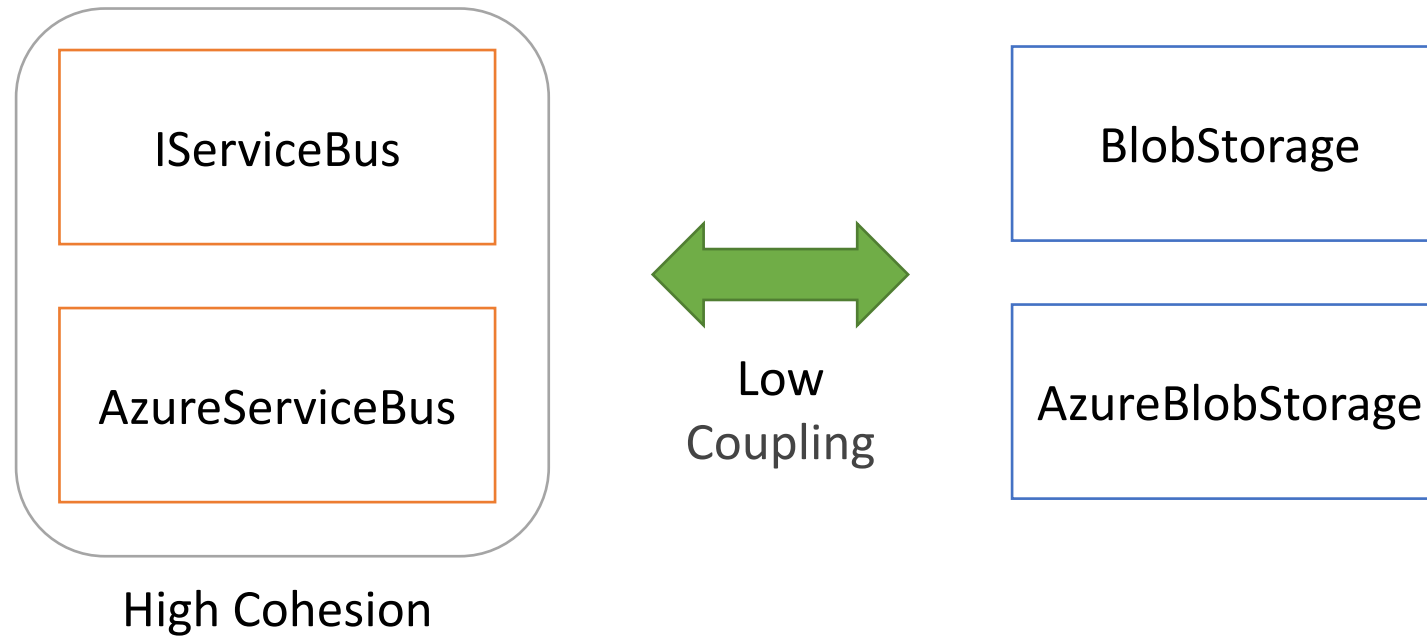 IServiceBus
AzureServiceBus
High Cohesion
Low
Coupling
BlobStorage
AzureBlobStorage